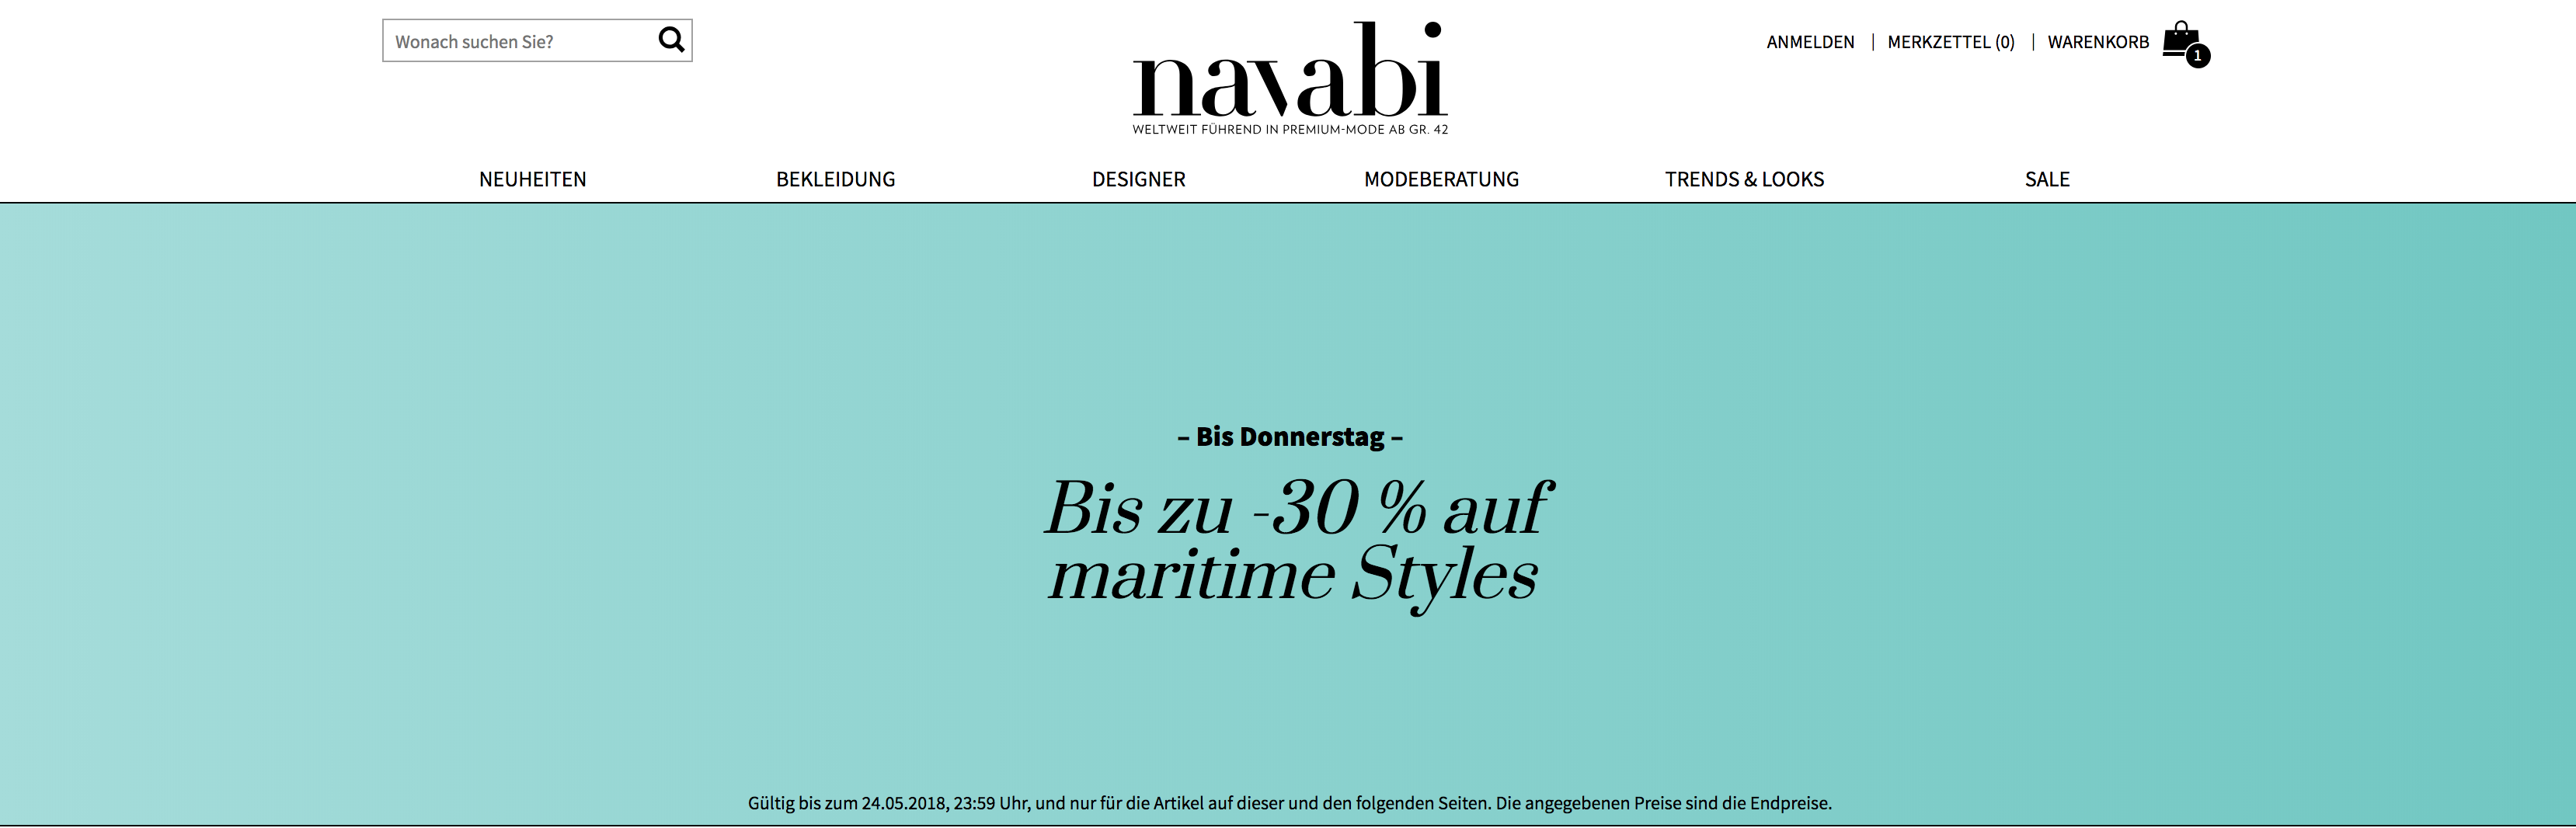 Wonach suchen Sie?
navabi
WELTWEIT FÜHREND IN PREMIUM-MODE AB GR. 42
ANMELDEN | MERKZETTEL (0) | WARENKORB 1
NEUHEITEN BEKLEIDUNG DESIGNER MODEBERATUNG TRENDS & LOOKS SALE
– Bis Donnerstag –
Bis zu -30 % auf
maritime Styles
Gültig bis zum 24.05.2018, 23:59 Uhr, und nur für die Artikel auf dieser und den folgenden Seiten. Die angegebenen Preise sind die Endpreise.